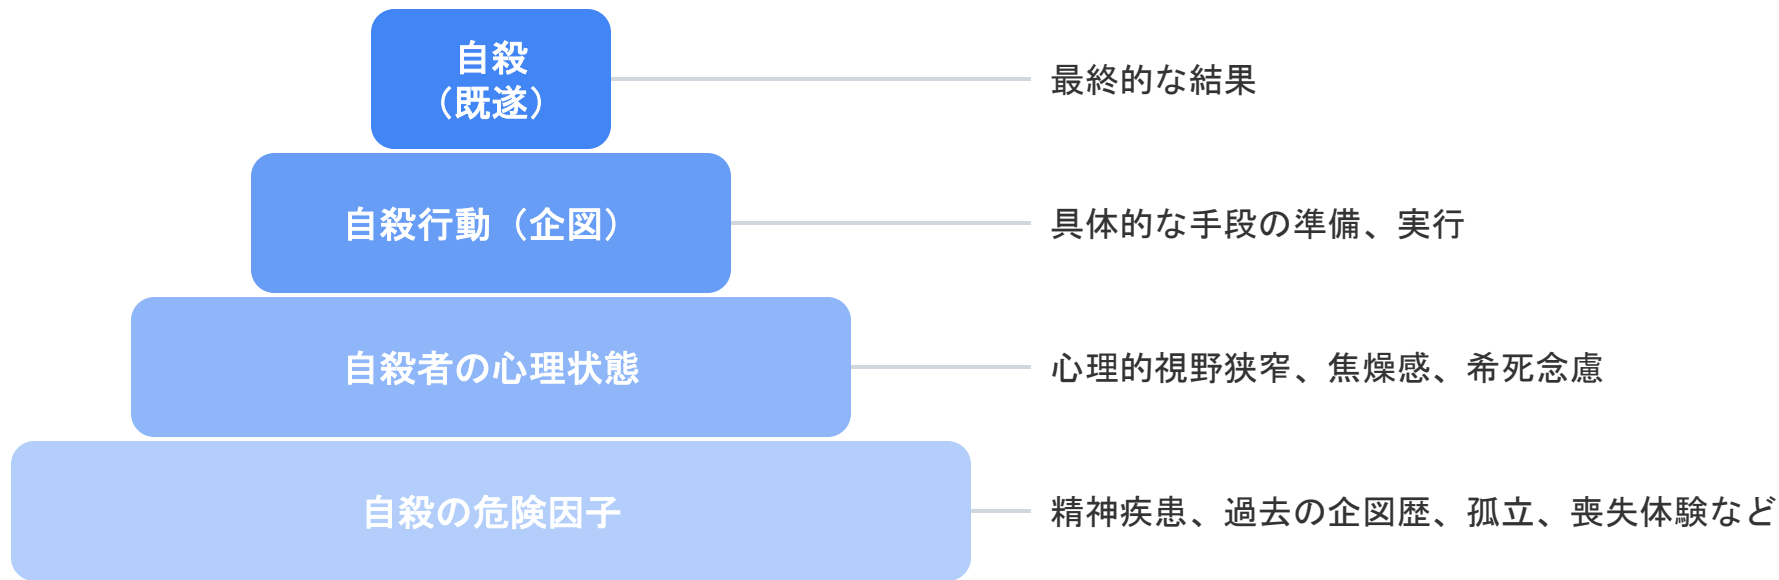 自殺
（既遂）
最終的な結果
自殺行動（企図）
具体的な手段の準備、実行
自殺者の心理状態
心理的視野狭窄、焦燥感、希死念慮
自殺の危険因子
精神疾患、過去の企図歴、孤立、喪失体験など